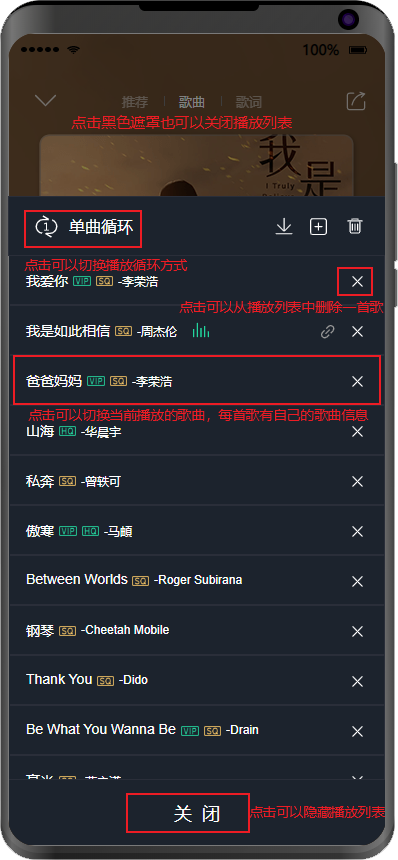 100%
推荐 歌曲 歌词
点击黑色遮罩也可以关闭播放列表
我是
I Truly
1 单曲循环
点击可以切换播放循环方式
我爱你 VIP SQ -李荣浩
点击可以从播放列表中删除一首歌
我是如此相信 SQ -周杰伦
爸爸妈妈 VIP SQ -李荣浩
点击可以切换当前播放的歌曲，每首歌有自己的歌曲信息
山海 HQ -华晨宇
私奔 SQ -曾轶可
傲寒 VIP HQ -马頔
Between Worlds SQ -Roger Subirana
钢琴 SQ -Cheetah Mobile
Thank You SQ -Dido
Be What You Wanna Be VIP SQ -Drain
关 闭
点击可以隐藏播放列表